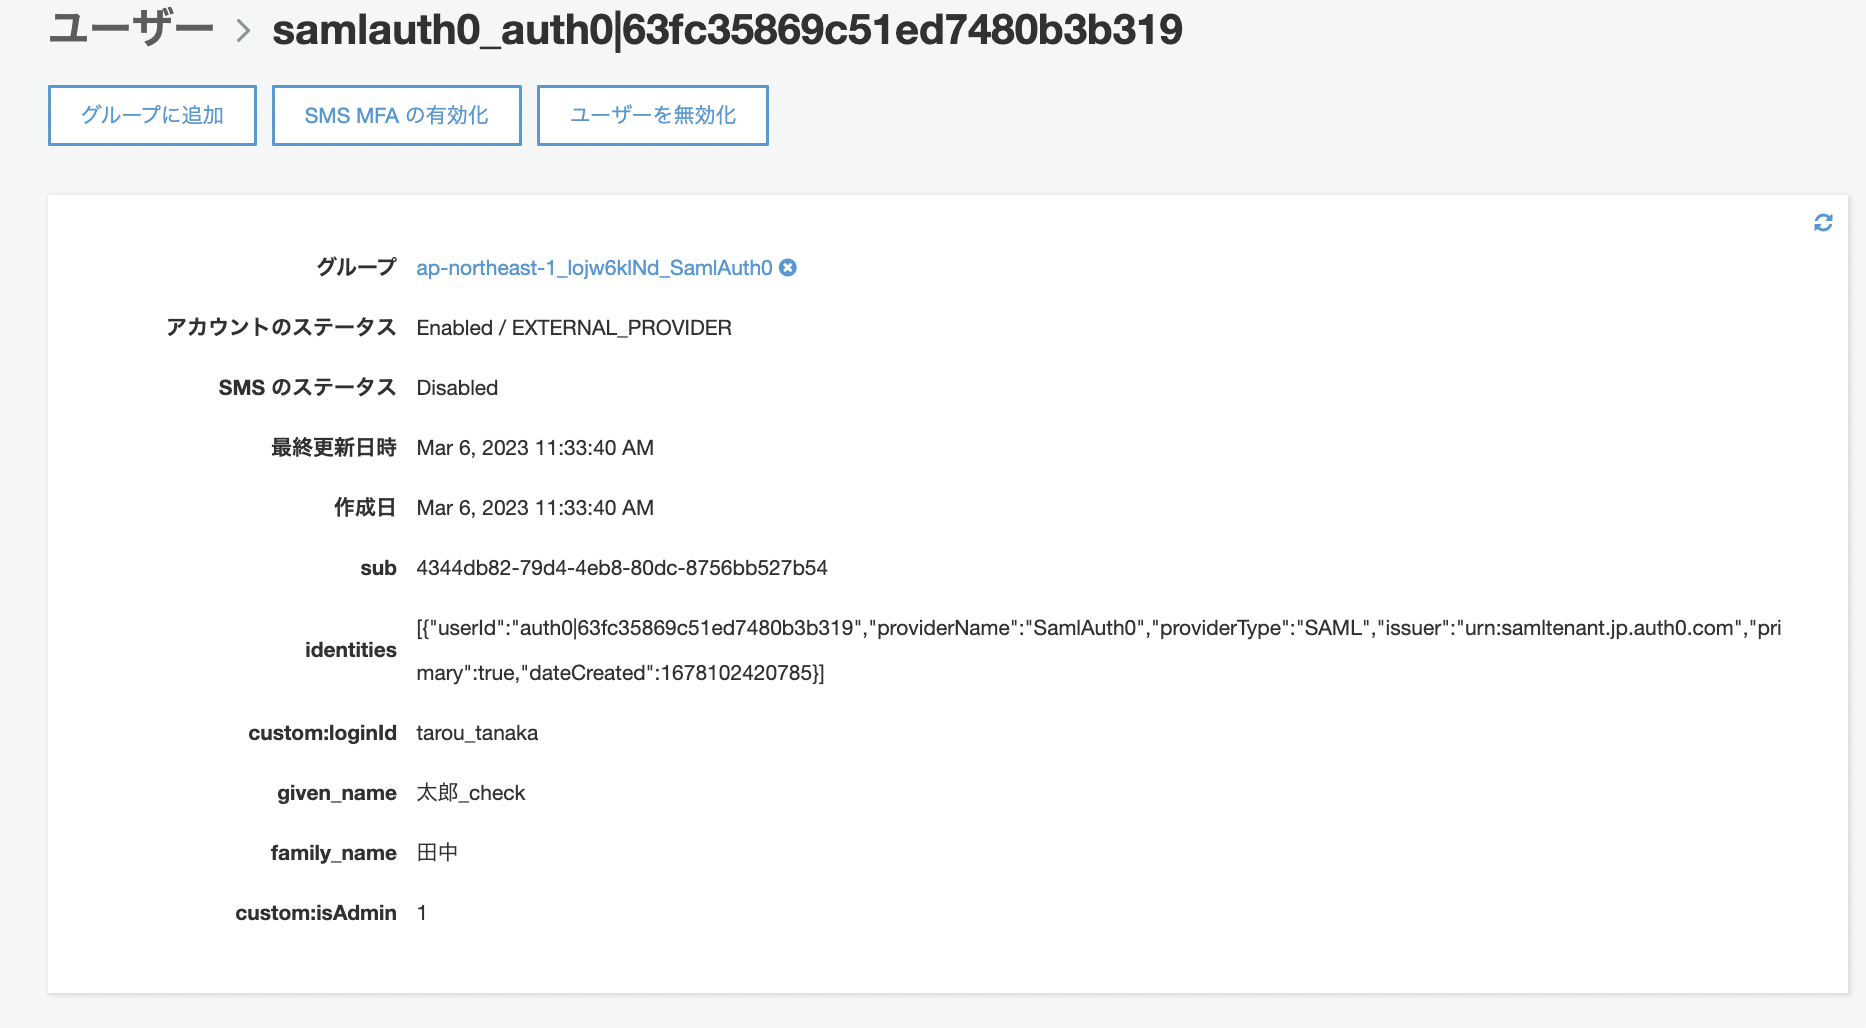 ユーザー > samlauth0_auth0|63fc35869c51ed7480b3b319
グループに追加 SMS MFA の有効化 ユーザーを無効化
グループ ap-northeast-1_lojw6klNd_SamlAuth0
アカウントのステータス Enabled / EXTERNAL_PROVIDER
SMS のステータス Disabled
最終更新日時 Mar 6, 2023 11:33:40 AM
作成日 Mar 6, 2023 11:33:40 AM
sub 4344db82-79d4-4eb8-80dc-8756bb527b54
identities [{"userId":"auth0|63fc35869c51ed7480b3b319","providerName":"SamlAuth0","providerType":"SAML","issuer":"urn:samltenant.jp.auth0.com","pri
mary":true,"dateCreated":1678102420785}]
custom:loginId tarou_tanaka
given_name 太郎_check
family_name 田中
custom:isAdmin 1